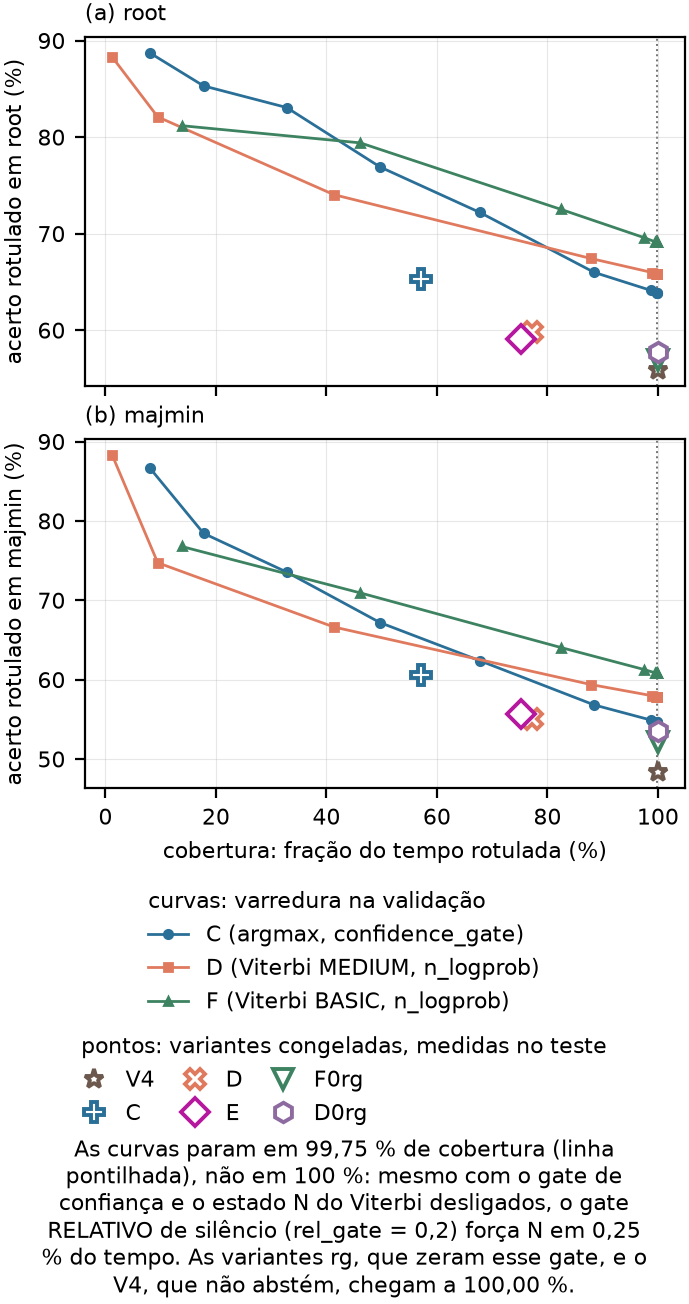 (a) root
90
80
70
60
acerto rotulado em root (%)
(b) majmin
90
80
70
60
50
acerto rotulado em majmin (%)
0 20 40 60 80 100
cobertura: fração do tempo rotulada (%)
curvas: varredura na validação
C (argmax, confidence_gate)
D (Viterbi MEDIUM, n_logprob)
F (Viterbi BASIC, n_logprob)
pontos: variantes congeladas, medidas no teste
V4 D F0rg
C E D0rg
As curvas param em 99,75 % de cobertura (linha
pontilhada), não em 100 %: mesmo com o gate de
confiança e o estado N do Viterbi desligados, o gate
RELATIVO de silêncio (rel_gate = 0,2) força N em 0,25
% do tempo. As variantes rg, que zeram esse gate, e o
V4, que não abstém, chegam a 100,00 %.